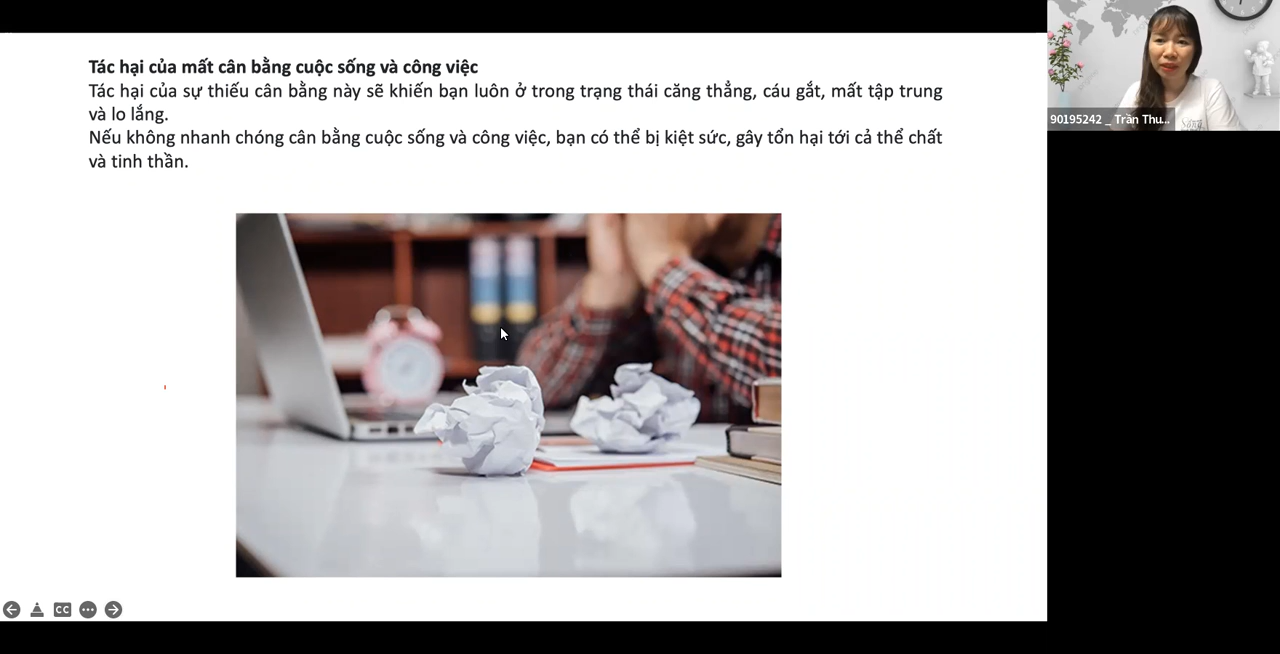 Tác hại của mất cân bằng cuộc sống và công việc
Tác hại của sự thiếu cân bằng này sẽ khiến bạn luôn ở trong trạng thái căng thẳng, cáu gắt, mất tập trung
và lo lắng.
Nếu không nhanh chóng cân bằng cuộc sống và công việc, bạn có thể bị kiệt sức, gây tổn hại tới cả thể chất
và tinh thần.
90195242 _ Trần Thu...
CC